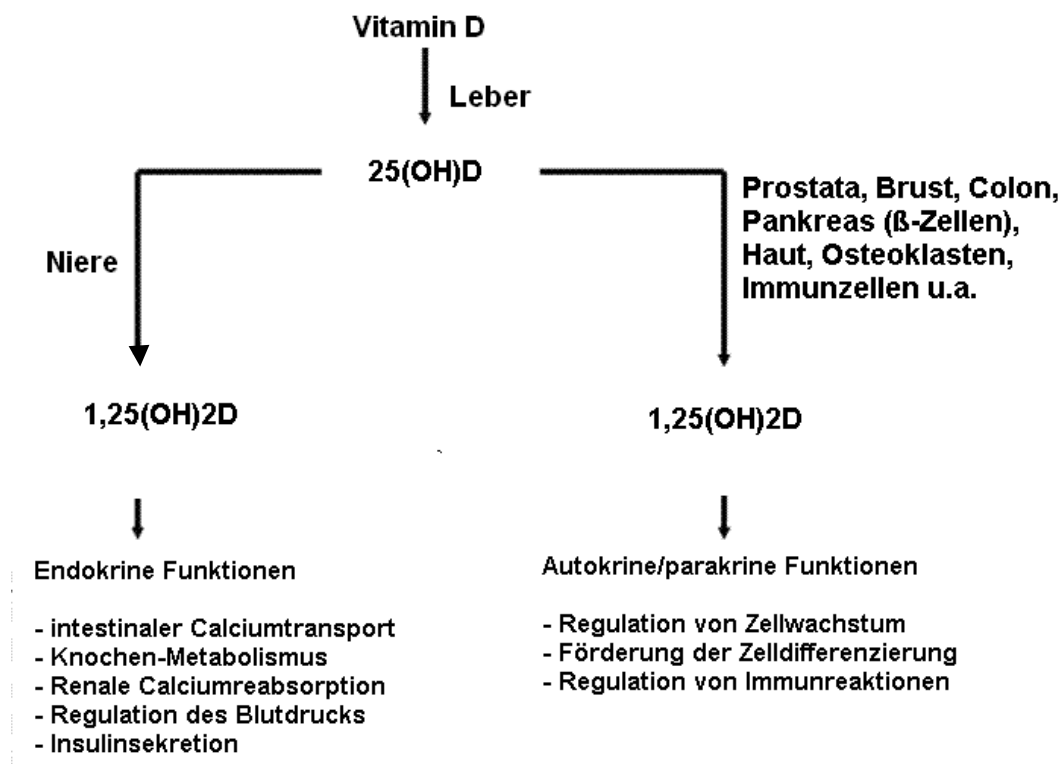 Vitamin D
Leber
25(OH)D
Niere
Prostata, Brust, Colon,
Pankreas (ß-Zellen),
Haut, Osteoklasten,
Immunzellen u.a.
1,25(OH)2D
1,25(OH)2D
Endokrine Funktionen
- intestinaler Calciumtransport
- Knochen-Metabolismus
- Renale Calciumreabsorption
- Regulation des Blutdrucks
- Insulinsekretion
Autokrine/parakrine Funktionen
- Regulation von Zellwachstum
- Förderung der Zelldifferenzierung
- Regulation von Immunreaktionen